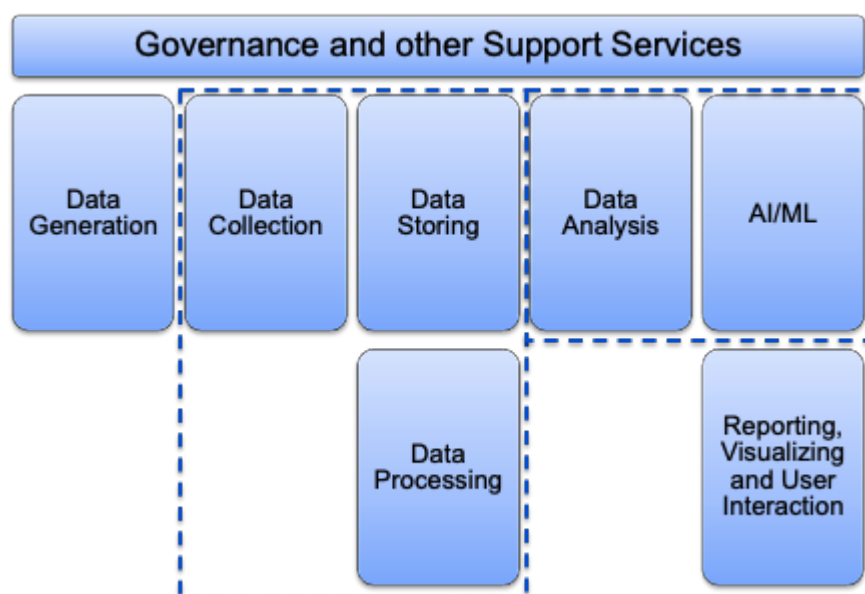 Governance and other Support Services
Data
Generation
Data
Collection
Data
Storing
Data
Analysis
AI/ML
Data
Processing
Reporting,
Visualizing
and User
Interaction